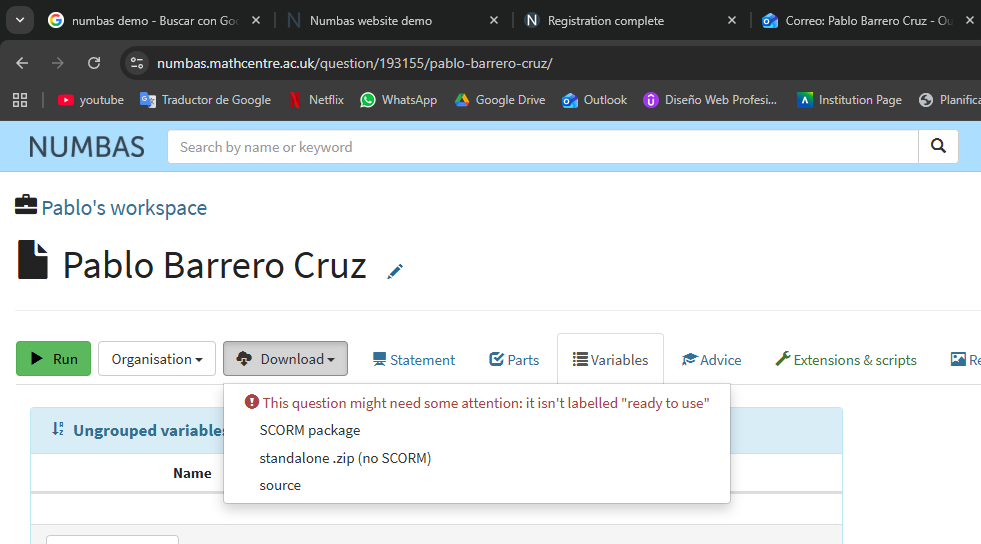 numbas demo - Buscar con Goo
Numbas website demo
Registration complete
Correo: Pablo Barrero Cruz - Ou
numbas.mathcentre.ac.uk/question/193155/pablo-barrero-cruz/
youtube
Traductor de Google
Netflix
WhatsApp
Google Drive
Outlook
Diseño Web Profesi...
Institution Page
Planifica
NUMBAS
Search by name or keyword
Pablo's workspace
Pablo Barrero Cruz
Run
Organisation
Download
Statement
Parts
Variables
Advice
Extensions & scripts
Re
This question might need some attention: it isn't labelled "ready to use"
SCORM package
standalone .zip (no SCORM)
source
Ungrouped variables
Name